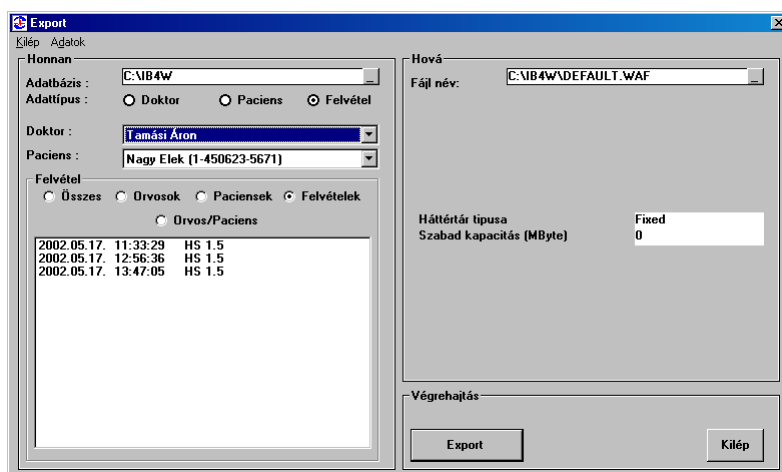 Export
Kilép Adatok
Honnan
Adatbázis : C:\IB4W _
Adattípus : Doktor Paciens Felvétel
Doktor : Tamási Áron
Paciens : Nagy Elek (1-450623-5671)
Felvétel
Összes Orvosok Paciensek Felvételek
Orvos/Paciens
2002.05.17. 11:33:29 HS 1.5
2002.05.17. 12:56:36 HS 1.5
2002.05.17. 13:47:05 HS 1.5
Hová
Fájl név: C:\IB4W\DEFAULT.WAF _
Háttértár tipusa Fixed
Szabad kapacitás (MByte) 0
Végrehajtás
Export Kilép